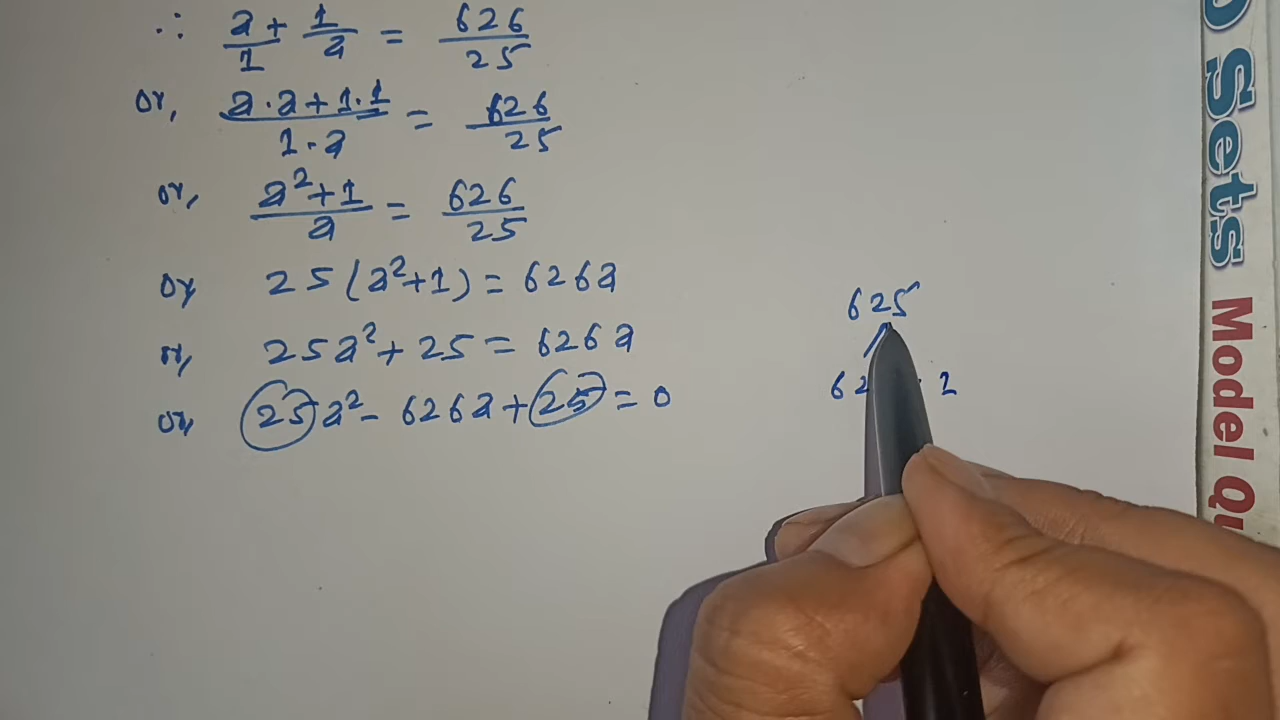 ∴ a/1 + 1/a = 626/25
or, (a·a+1·1)/(1·a) = 626/25
or, (a²+1)/a = 626/25
or 25(a²+1) = 626a
or, 25a²+25 = 626a
or, 25a² - 626a + 25 = 0
625
Sets Model